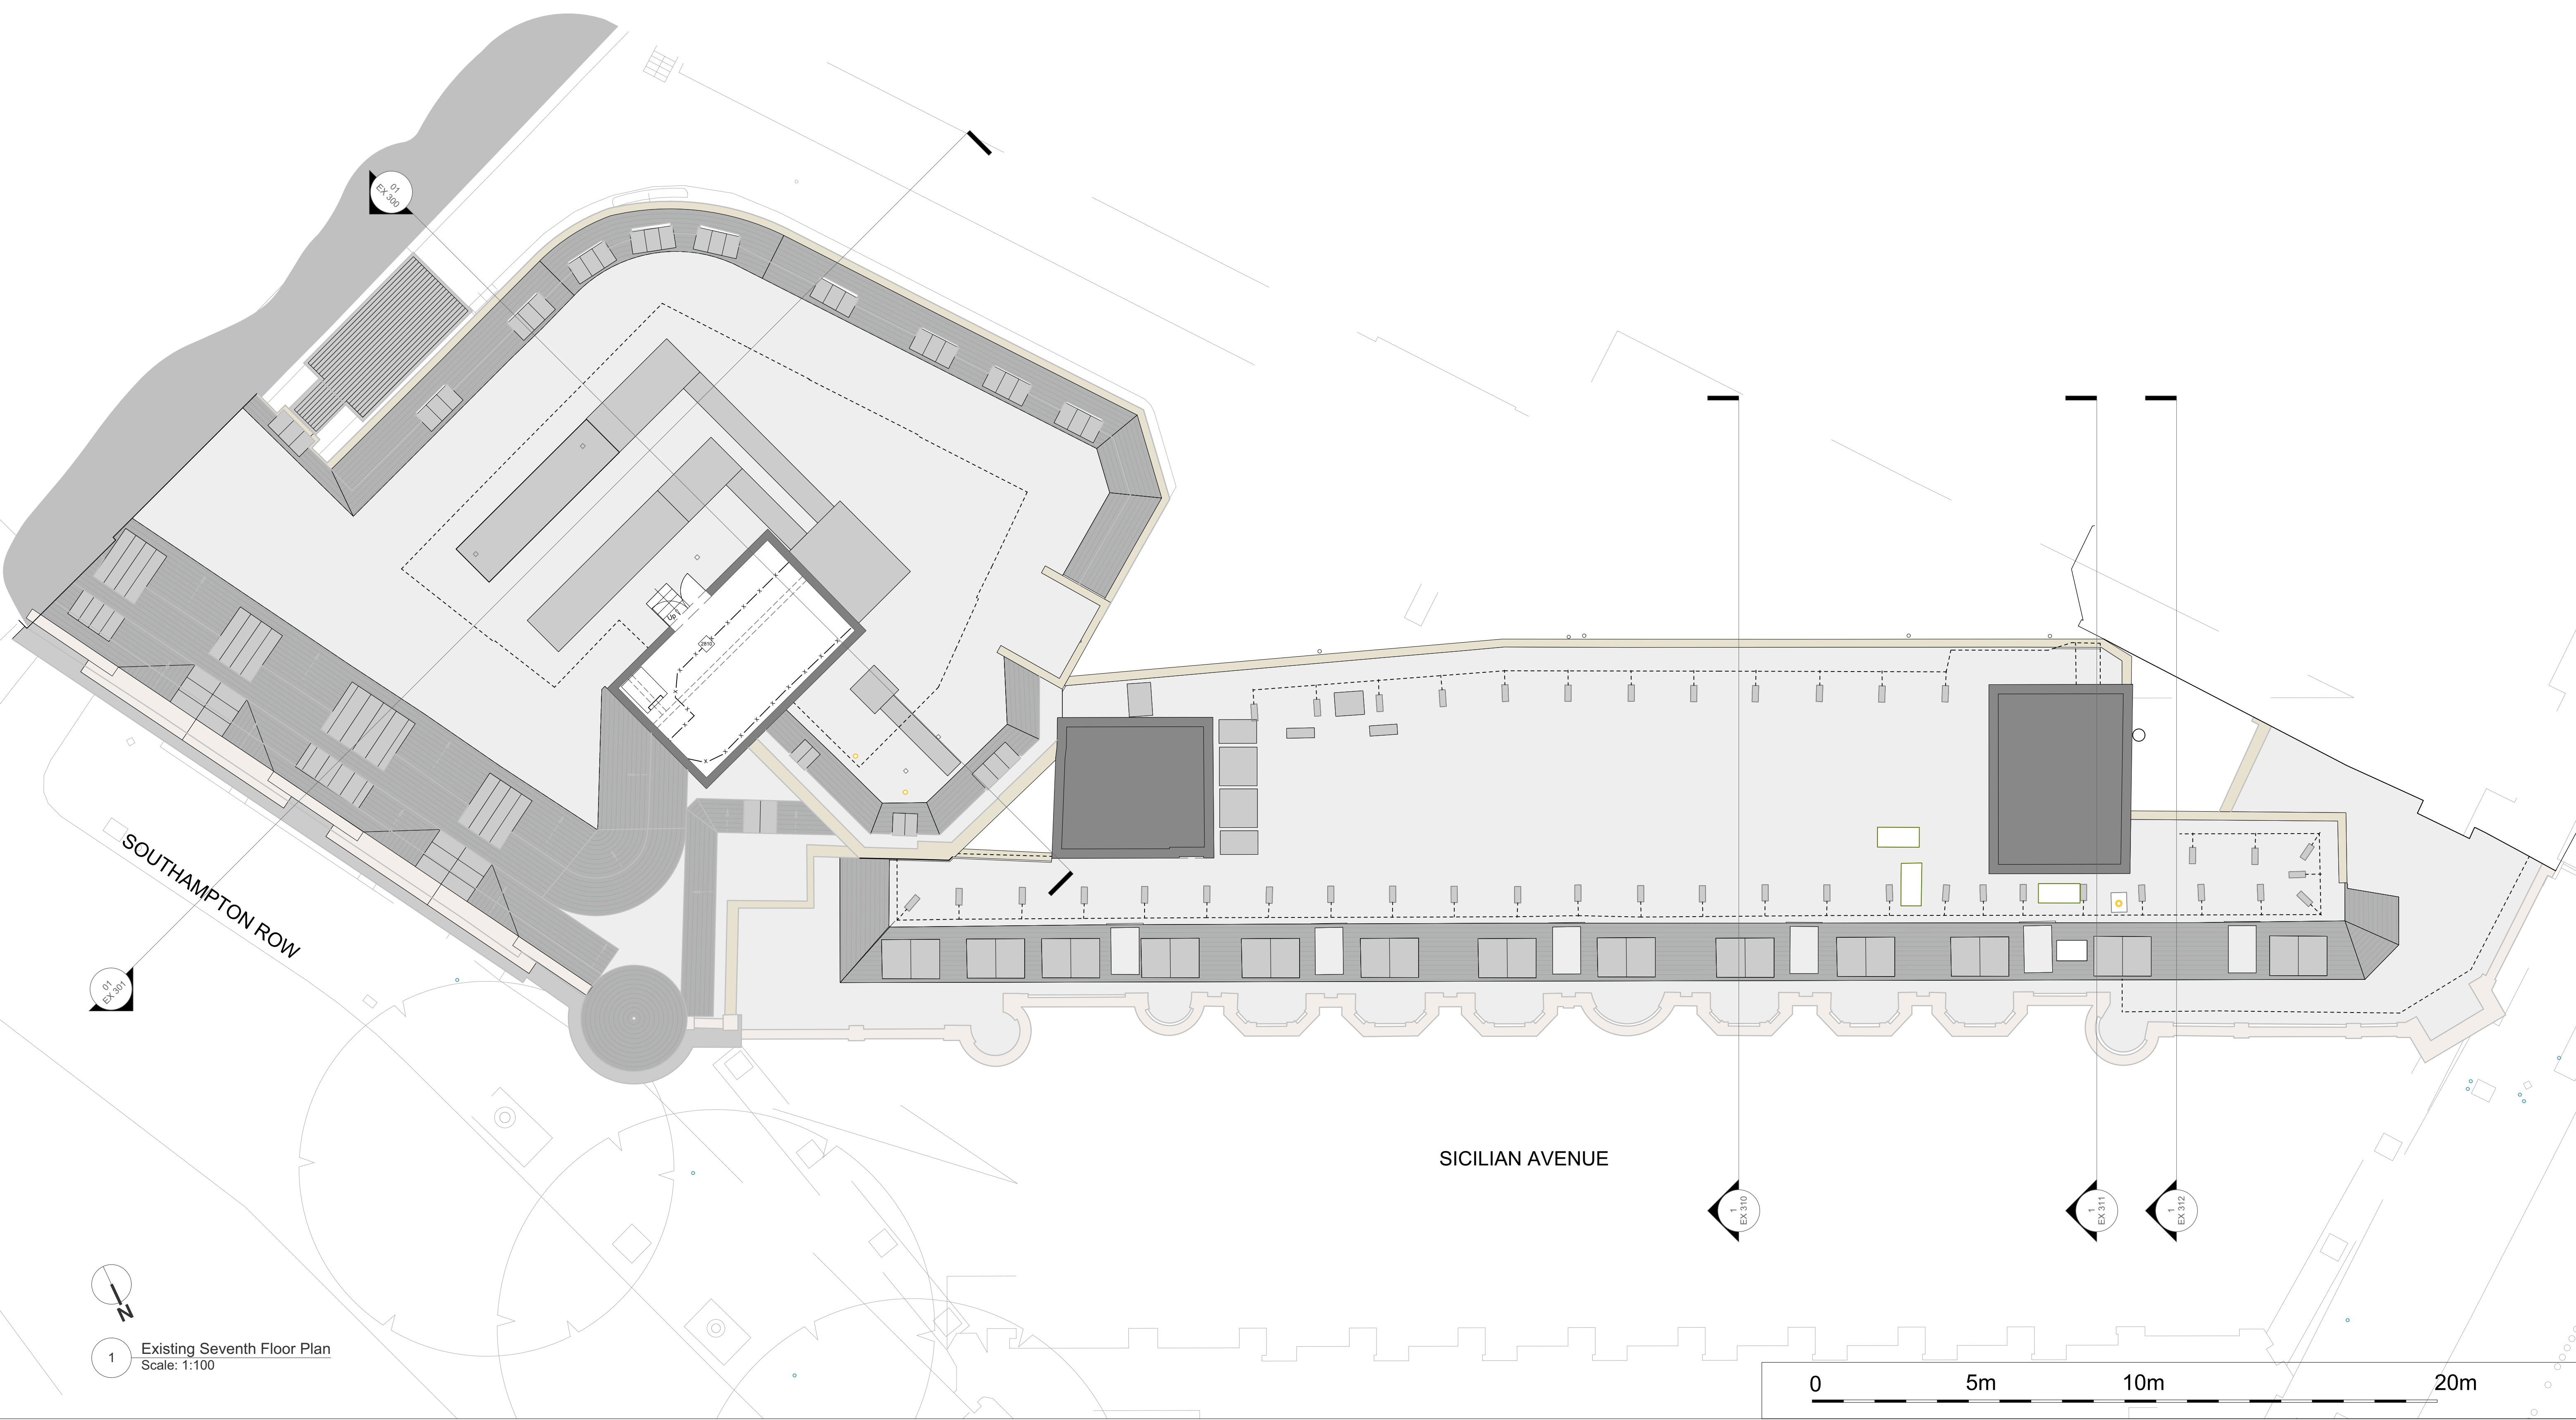 01
EX 300
Up
SOUTHAMPTON ROW
01
EX 301
SICILIAN AVENUE
1
EX 310
1
EX 311
1
EX 312
N
1
Existing Seventh Floor Plan
Scale: 1:100
0 5m 10m 20m